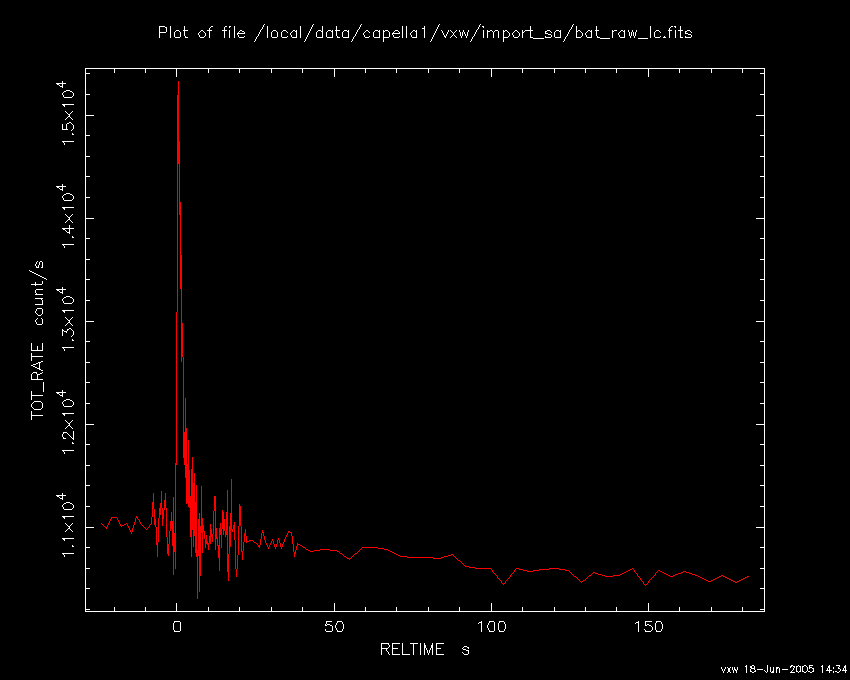 Plot of file /local/data/capella1/vxw/import_sa/bat_raw_lc.fits
1.5×10⁴
1.4×10⁴
1.3×10⁴
1.2×10⁴
1.1×10⁴
TOT_RATE count/s
0 50 100 150
RELTIME s
vxw 18-Jun-2005 14:34